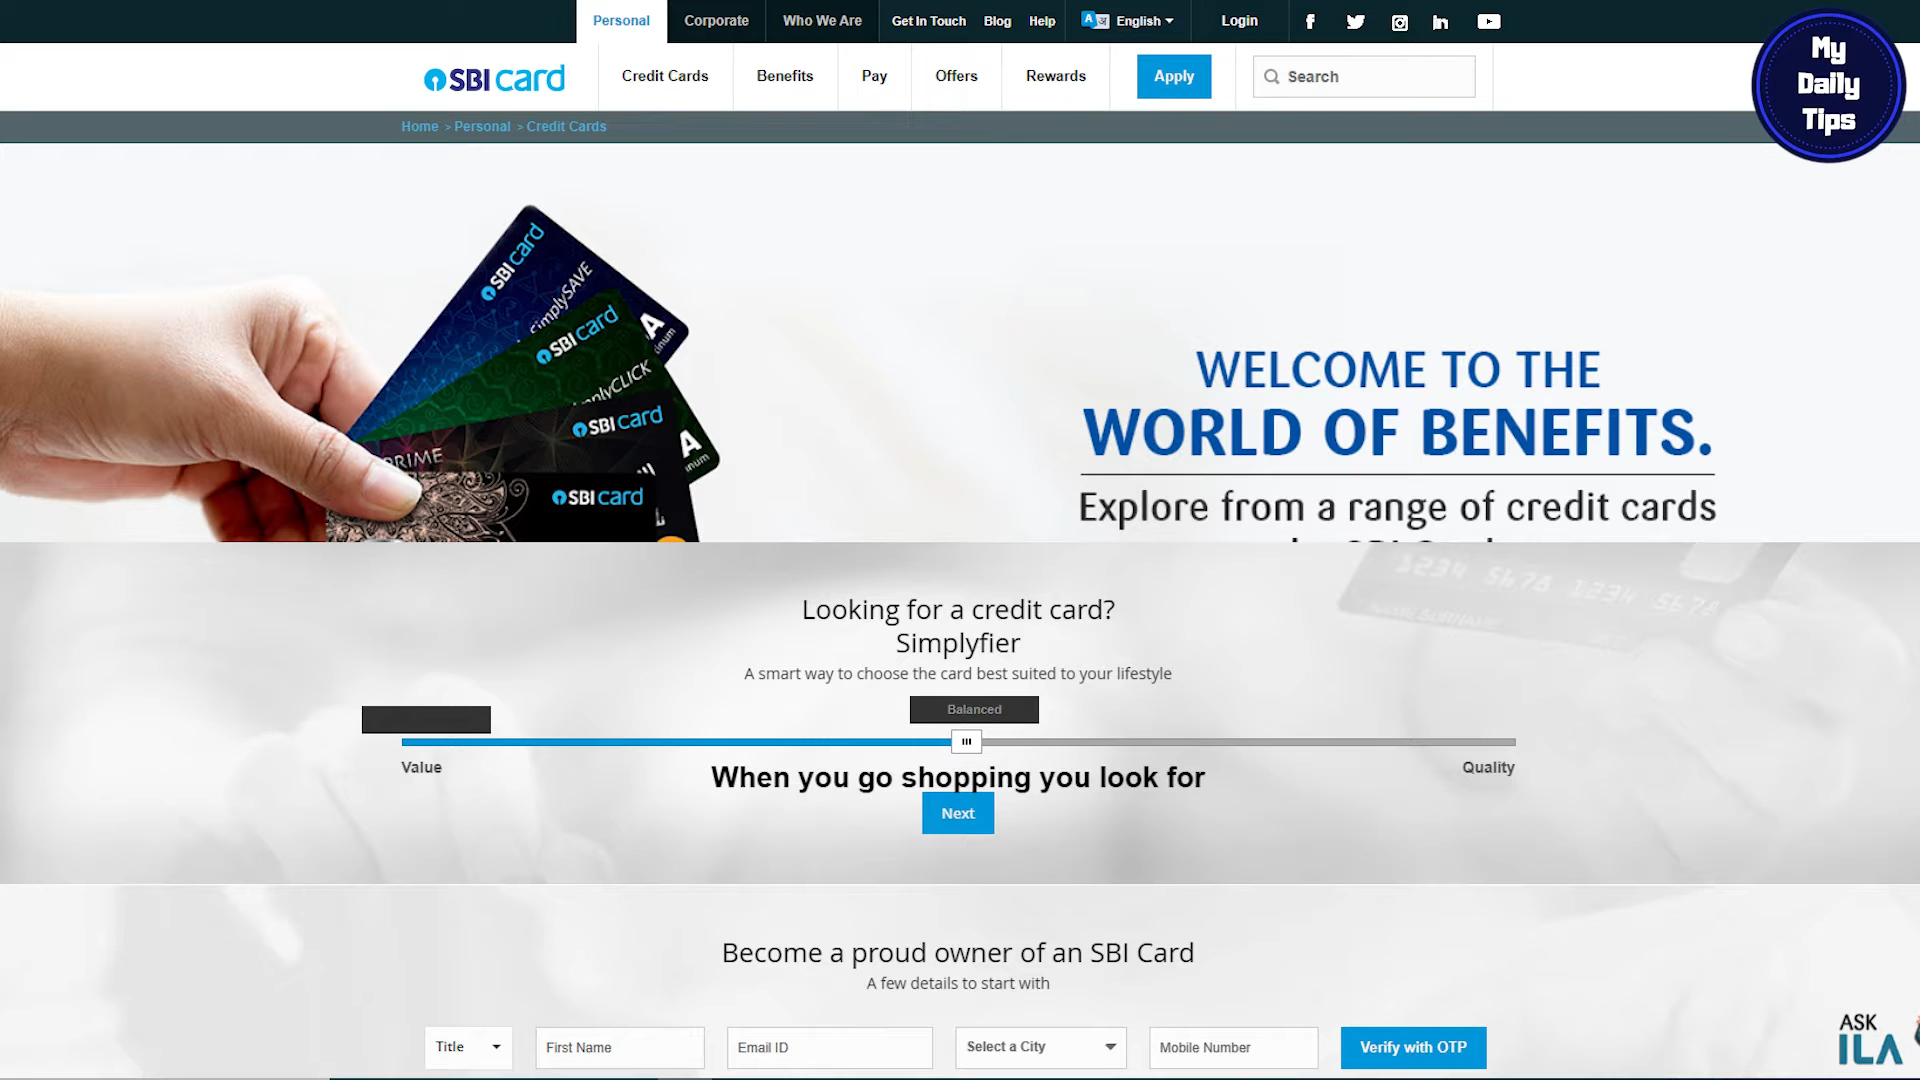 Personal
Corporate
Who We Are
Get In Touch
Blog
Help
English
Login
My
Daily
Tips
SBI card
Credit Cards
Benefits
Pay
Offers
Rewards
Apply
Search
Home > Personal > Credit Cards
SBI card
SimplySAVE
SBI card
SBI card
PRIME
SBI card
WELCOME TO THE
WORLD OF BENEFITS.
Explore from a range of credit cards
1234 5678 1234 5678
Looking for a credit card?
Simplyfier
A smart way to choose the card best suited to your lifestyle
Balanced
Value
Quality
When you go shopping you look for
Next
Become a proud owner of an SBI Card
A few details to start with
Title
First Name
Email ID
Select a City
Mobile Number
Verify with OTP
ASK
ILA